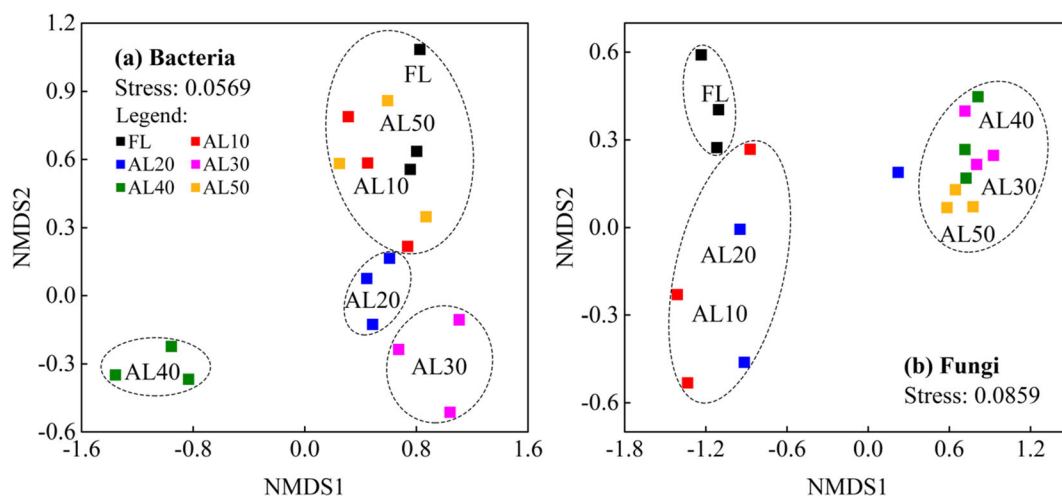 (a) Bacteria
Stress: 0.0569
Legend:
FL AL10
AL20 AL30
AL40 AL50
FL
AL50
AL10
AL20
AL30
AL40
1.2
0.9
0.6
0.3
0.0
-0.3
-0.6
-1.6 -0.8 0.0 0.8 1.6
NMDS2
NMDS1
FL
AL40
AL30
AL50
AL20
AL10
(b) Fungi
Stress: 0.0859
0.6
0.3
0.0
-0.3
-0.6
-1.8 -1.2 -0.6 0.0 0.6 1.2
NMDS2
NMDS1